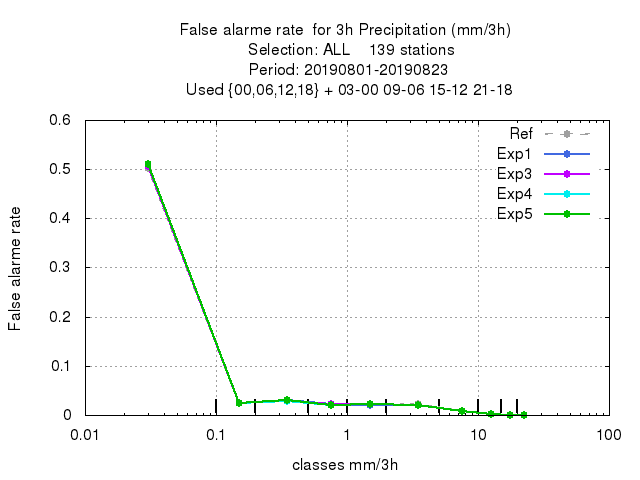 False alarme rate  for 3h Precipitation (mm/3h)
Selection: ALL    139 stations
Period: 20190801-20190823
Used {00,06,12,18} + 03-00 09-06 15-12 21-18
Ref
Exp1
Exp3
Exp4
Exp5
False alarme rate
0.6
0.5
0.4
0.3
0.2
0.1
0
0.01 0.1 1 10 100
classes mm/3h